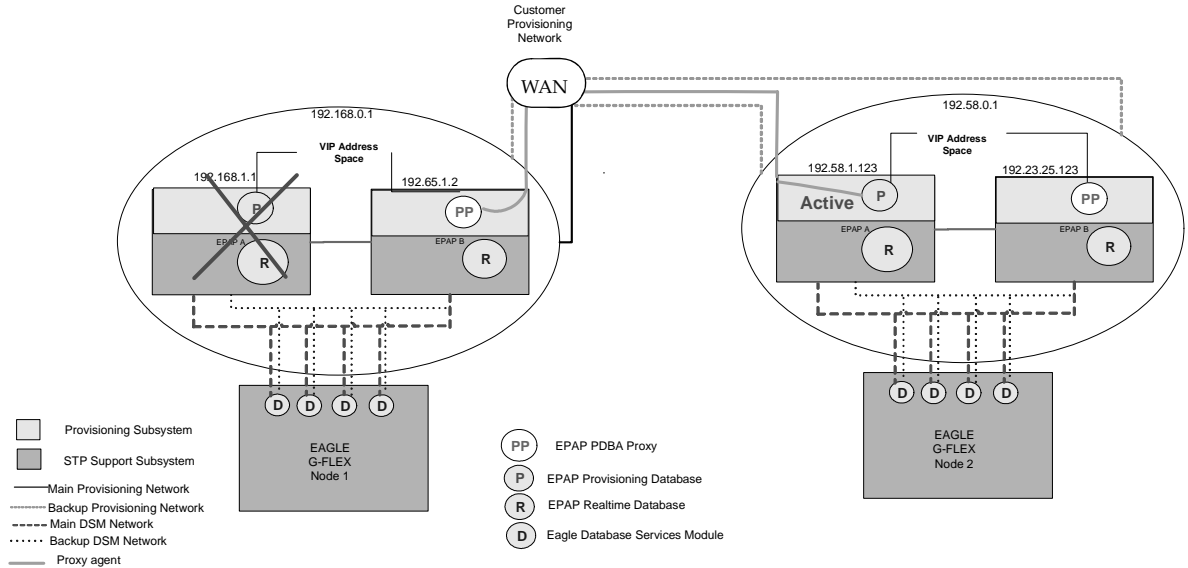 Customer
Provisioning
Network
WAN
192.168.0.1
VIP Address
Space
192.168.1.1
192.65.1.2
P
PP
EPAP A
EPAP B
R
R
192.58.0.1
VIP Address
Space
192.58.1.123
192.23.25.123
Active
P
PP
EPAP A
EPAP B
R
R
D D D D
EAGLE
G-FLEX
Node 1
D D D D
EAGLE
G-FLEX
Node 2
Provisioning Subsystem
STP Support Subsystem
Main Provisioning Network
Backup Provisioning Network
Main DSM Network
Backup DSM Network
Proxy agent
PP EPAP PDBA Proxy
P EPAP Provisioning Database
R EPAP Realtime Database
D Eagle Database Services Module